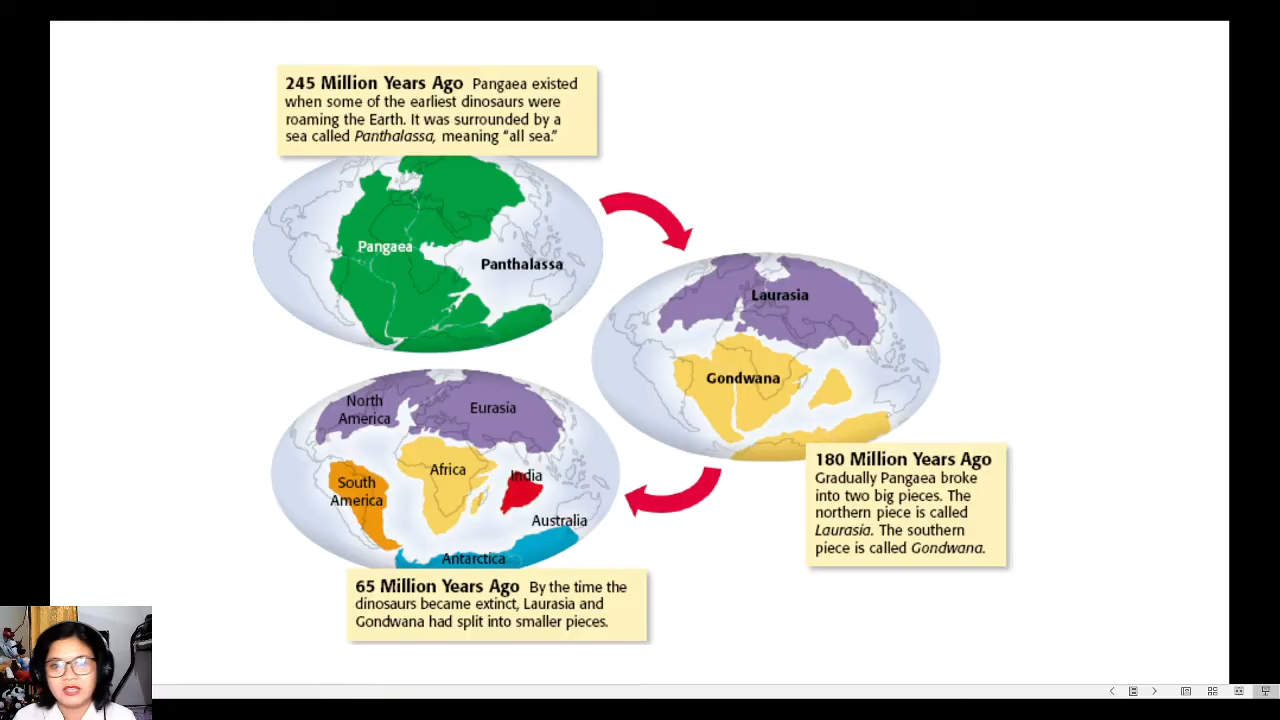 245 Million Years Ago Pangaea existed
when some of the earliest dinosaurs were
roaming the Earth. It was surrounded by a
sea called Panthalassa, meaning “all sea.”
Pangaea
Panthalassa
Laurasia
Gondwana
180 Million Years Ago
Gradually Pangaea broke
into two big pieces. The
northern piece is called
Laurasia. The southern
piece is called Gondwana.
North
America
Eurasia
Africa
India
South
America
Australia
Antarctica
65 Million Years Ago By the time the
dinosaurs became extinct, Laurasia and
Gondwana had split into smaller pieces.